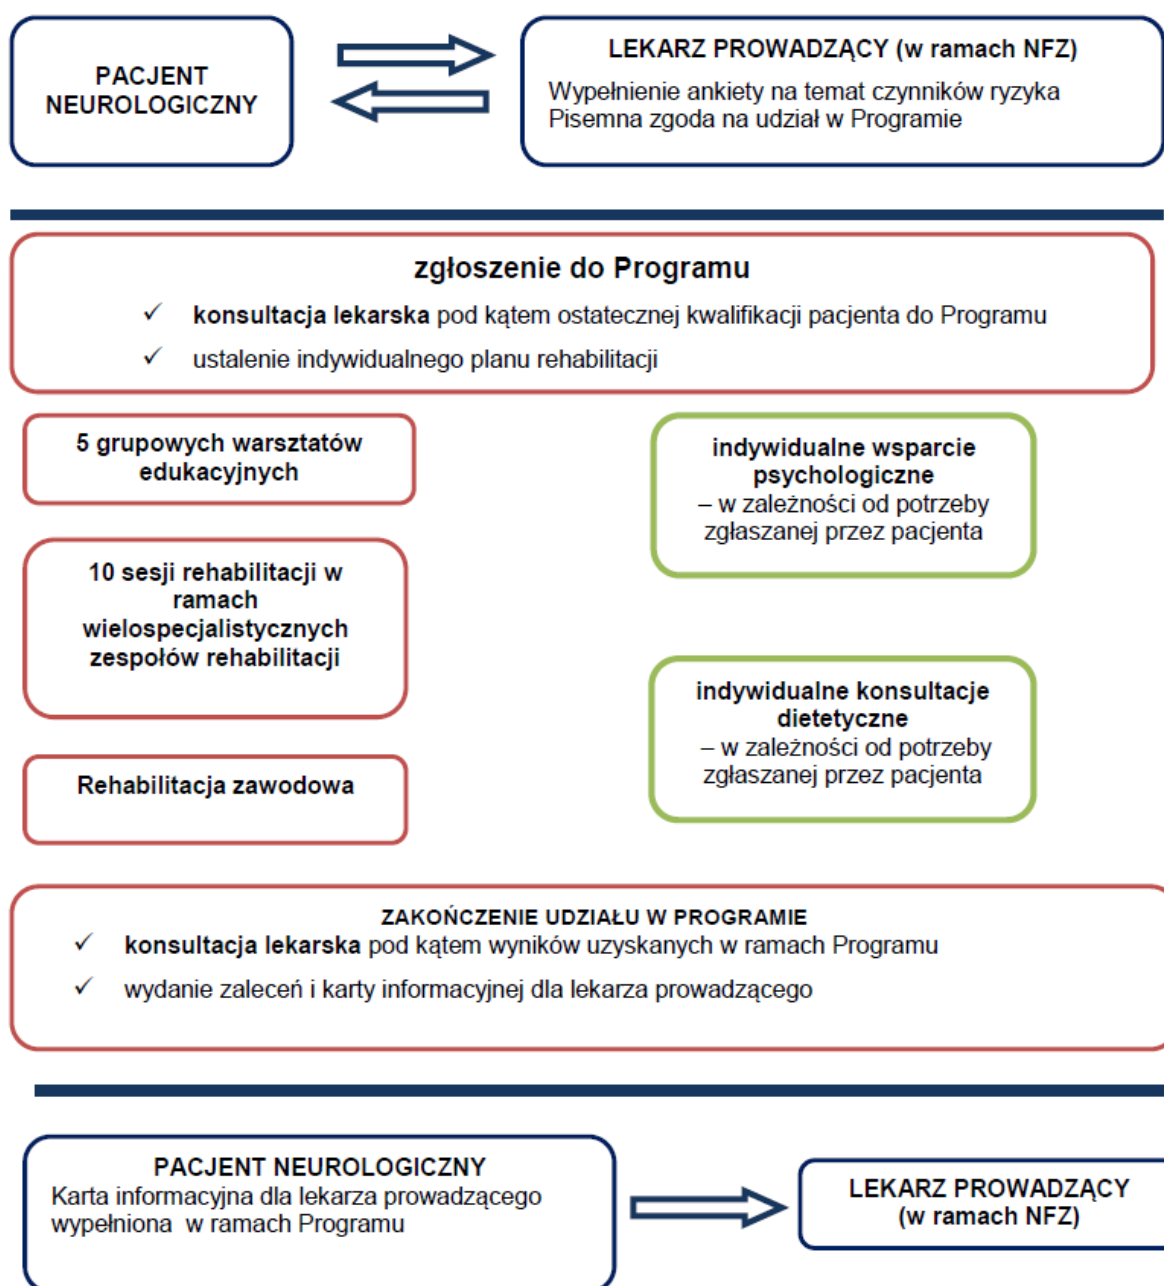 PACJENT
NEUROLOGICZNY
LEKARZ PROWADZĄCY (w ramach NFZ)
Wypełnienie ankiety na temat czynników ryzyka
Pisemna zgoda na udział w Programie
zgłoszenie do Programu
✓ konsultacja lekarska pod kątem ostatecznej kwalifikacji pacjenta do Programu
✓ ustalenie indywidualnego planu rehabilitacji
5 grupowych warsztatów
edukacyjnych
indywidualne wsparcie
psychologiczne
– w zależności od potrzeby
zgłaszanej przez pacjenta
10 sesji rehabilitacji w
ramach
wielospecjalistycznych
zespołów rehabilitacji
indywidualne konsultacje
dietetyczne
– w zależności od potrzeby
zgłaszanej przez pacjenta
Rehabilitacja zawodowa
ZAKOŃCZENIE UDZIAŁU W PROGRAMIE
✓ konsultacja lekarska pod kątem wyników uzyskanych w ramach Programu
✓ wydanie zaleceń i karty informacyjnej dla lekarza prowadzącego
PACJENT NEUROLOGICZNY
Karta informacyjna dla lekarza prowadzącego
wypełniona w ramach Programu
LEKARZ PROWADZĄCY
(w ramach NFZ)